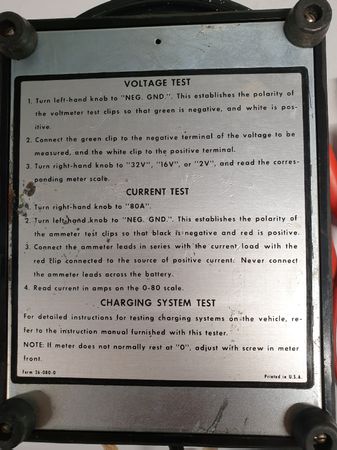 VOLTAGE TEST
1. Turn left-hand knob to "NEG. GND.". This establishes the polarity of
the voltmeter test clips so that green is negative, and white is pos-
itive.
2. Connect the green clip to the negative terminal of the voltage to be
measured, and the white clip to the positive terminal.
3. Turn right-hand knob to "32V", "16V", or "2V", and read the corres-
ponding meter scale.
CURRENT TEST
1. Turn right-hand knob to "80A".
2. Turn left-hand knob to "NEG. GND.". This establishes the polarity of
the ammeter test clips so that black is negative and red is positive.
3. Connect the ammeter leads in series with the current load with the
red clip connected to the source of positive current. Never connect
the ammeter leads across the battery.
4. Read current in amps on the 0-80 scale.
CHARGING SYSTEM TEST
For detailed instructions for testing charging systems on the vehicle, re-
fer to the instruction manual furnished with this tester.
NOTE: If meter does not normally rest at "0", adjust with screw in meter
front.
Form 26-080-0 Printed in U.S.A.